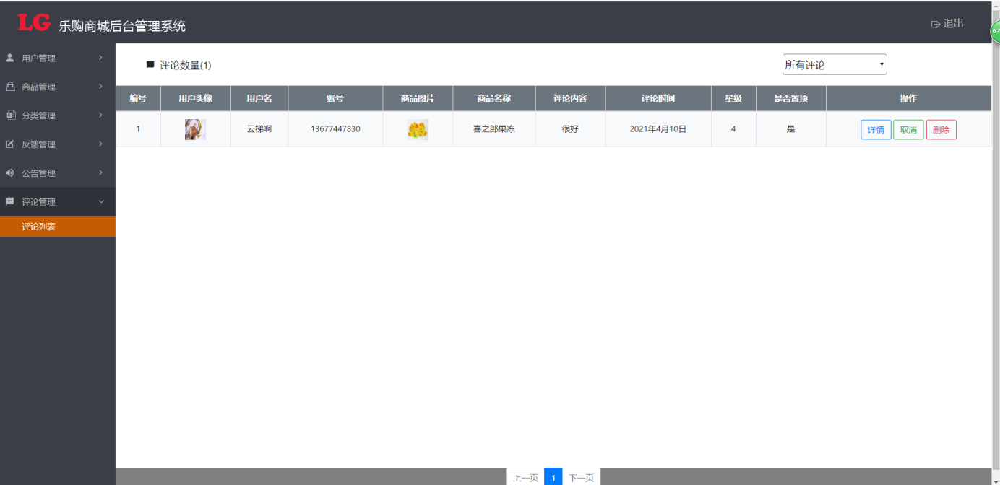 LG 乐购商城后台管理系统
退出
67
用户管理
商品管理
分类管理
反馈管理
公告管理
评论管理
评论列表
评论数量(1)
所有评论
编号 用户头像 用户名 账号 商品图片 商品名称 评论内容 评论时间 星级 是否置顶 操作
1 云梯啊 13677447830 喜之郎果冻 很好 2021年4月10日 4 是 详情 取消 删除
上一页 1 下一页